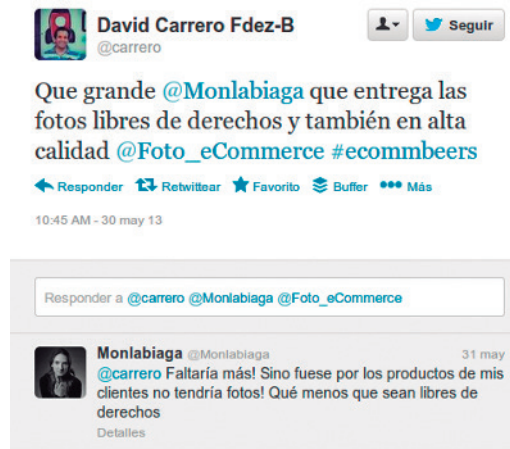 David Carrero Fdez-B
@carrero
Seguir
Que grande @Monlabiaga que entrega las
fotos libres de derechos y también en alta
calidad @Foto_eCommerce #ecommbeers
Responder Retwittear Favorito Buffer Más
10:45 AM - 30 may 13
Responder a @carrero @Monlabiaga @Foto_eCommerce
Monlabiaga @Monlabiaga 31 may
@carrero Faltaría más! Sino fuese por los productos de mis
clientes no tendría fotos! Qué menos que sean libres de
derechos
Detalles